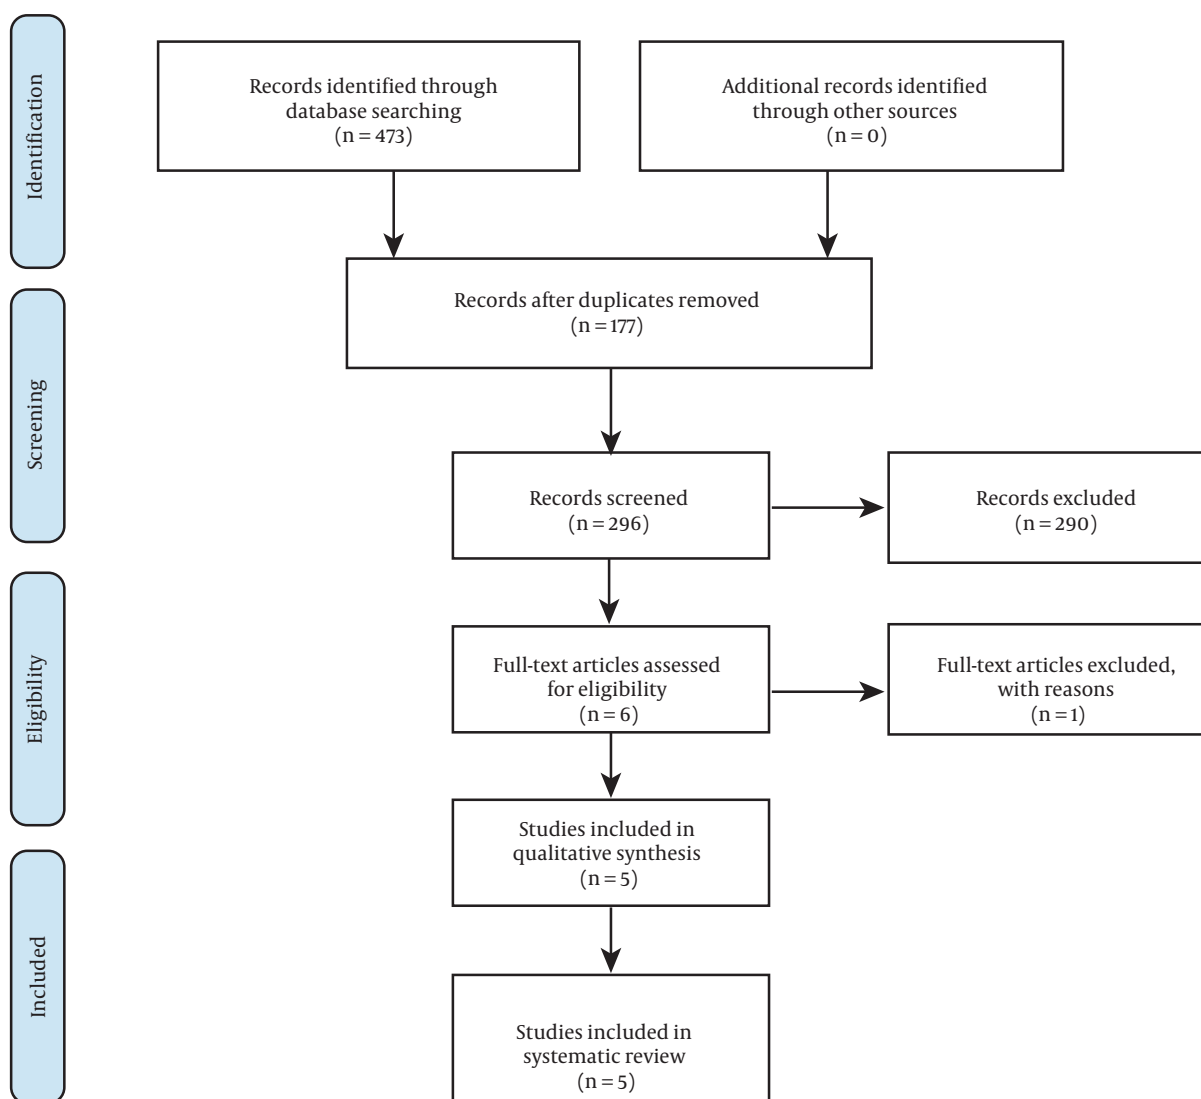 Identification
Records identified through
database searching
(n = 473)
Additional records identified
through other sources
(n = 0)
Records after duplicates removed
(n = 177)
Screening
Records screened
(n = 296)
Records excluded
(n = 290)
Eligibility
Full-text articles assessed
for eligibility
(n = 6)
Full-text articles excluded,
with reasons
(n = 1)
Studies included in
qualitative synthesis
(n = 5)
Included
Studies included in
systematic review
(n = 5)